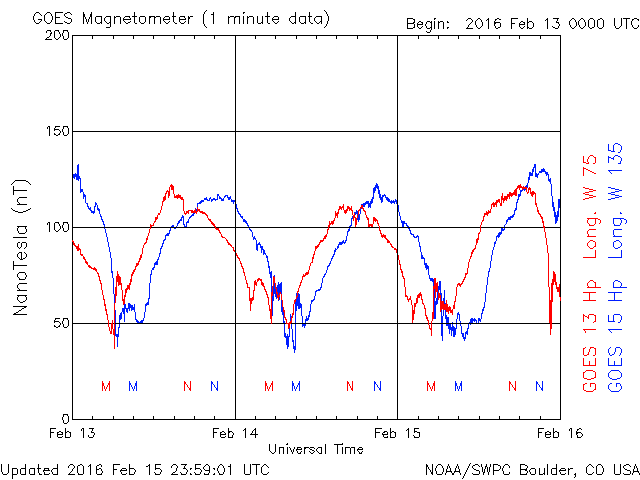 GOES Magnetometer (1 minute data)
Begin: 2016 Feb 13 0000 UTC
200
150
100
50
0
NanoTesla (nT)
M M N N M M N N M M N N
Feb 13 Feb 14 Feb 15 Feb 16
Universal Time
GOES 13 Hp Long. W 75
GOES 15 Hp Long. W 135
Updated 2016 Feb 15 23:59:01 UTC
NOAA/SWPC Boulder, CO USA